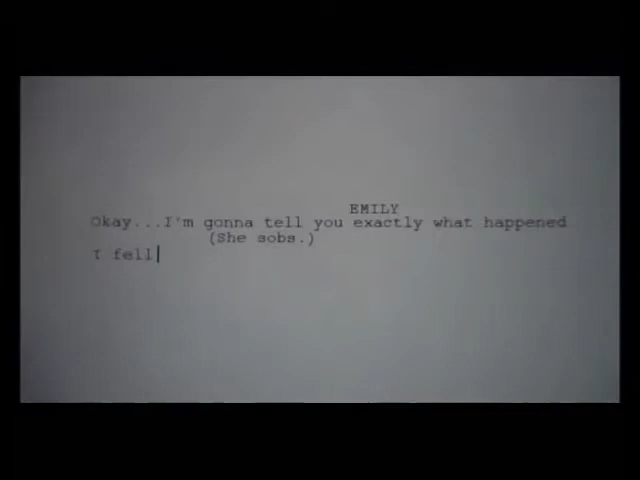 EMILY
Okay...I'm gonna tell you exactly what happened
(She sobs.)
I fell